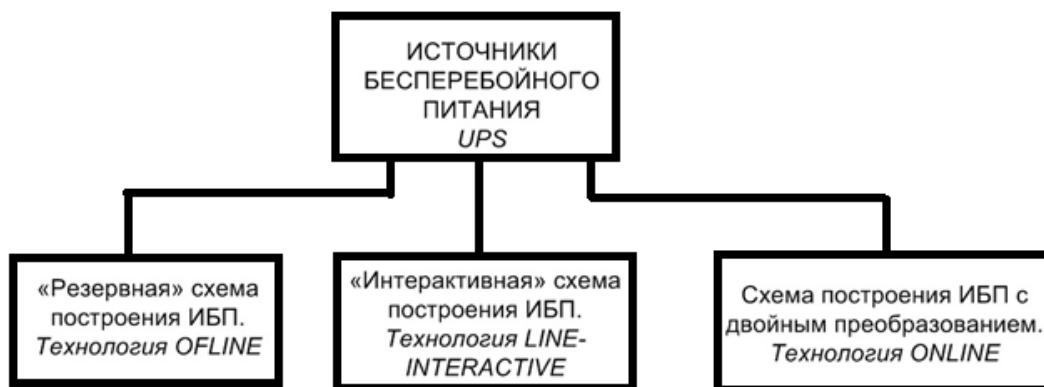 ИСТОЧНИКИ
БЕСПЕРЕБОЙНОГО
ПИТАНИЯ
UPS
«Резервная» схема
построения ИБП.
Технология OFLINE
«Интерактивная» схема
построения ИБП.
Технология LINE-
INTERACTIVE
Схема построения ИБП с
двойным преобразованием.
Технология ONLINE